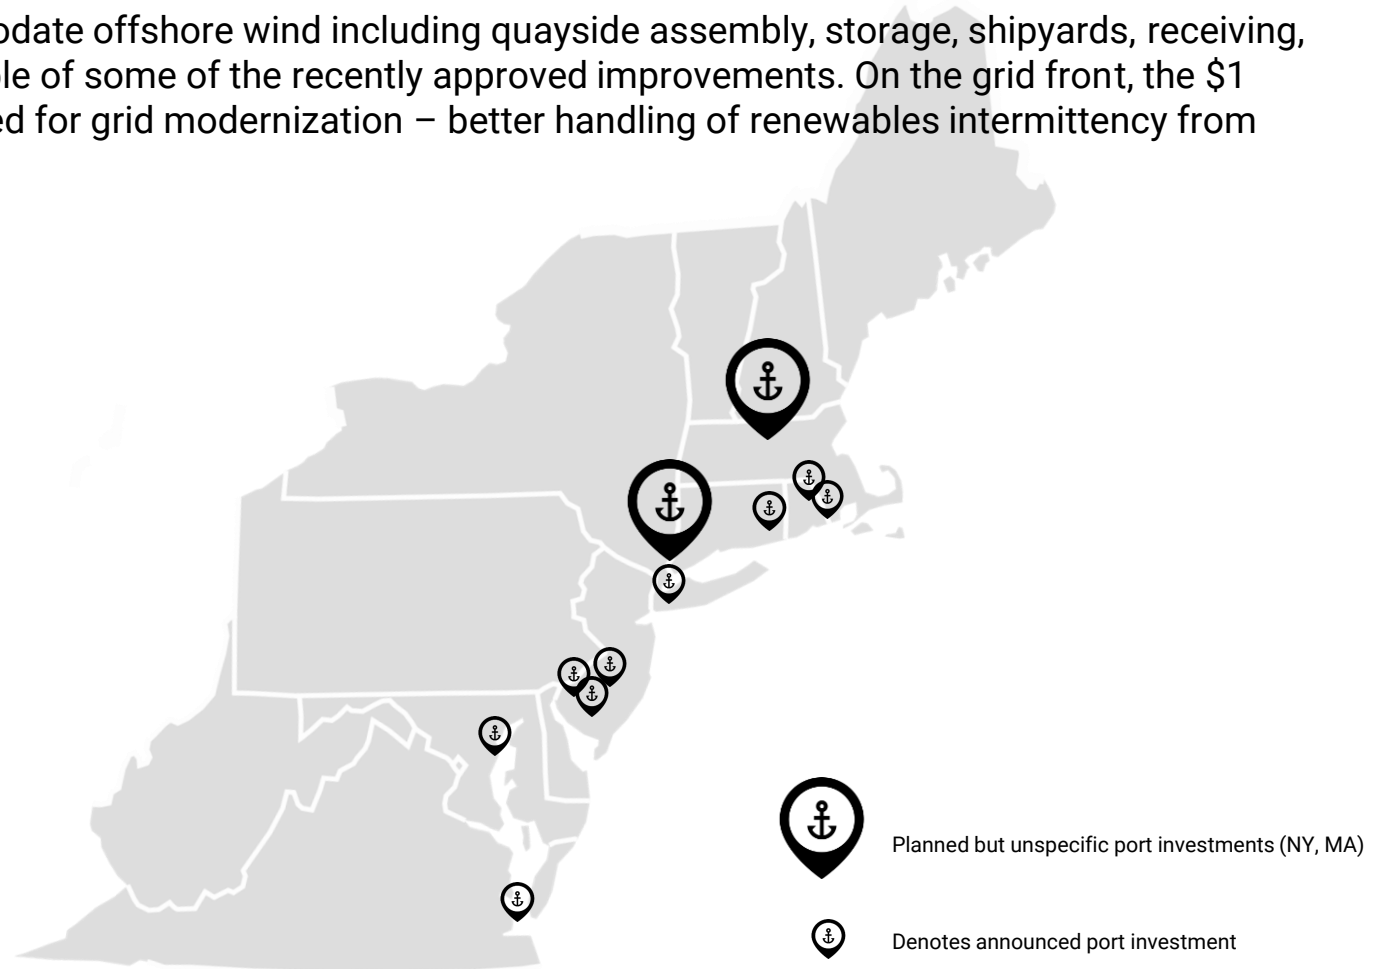 odate offshore wind including quayside assembly, storage, shipyards, receiving,
le of some of the recently approved improvements. On the grid front, the $1
ed for grid modernization – better handling of renewables intermittency from
Planned but unspecific port investments (NY, MA)
Denotes announced port investment